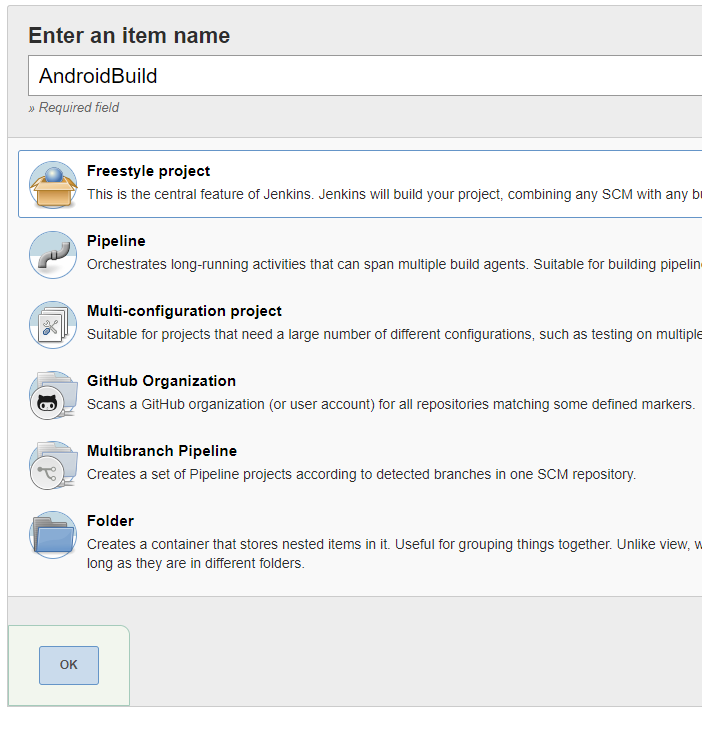 Enter an item name
AndroidBuild
» Required field
Freestyle project
This is the central feature of Jenkins. Jenkins will build your project, combining any SCM with any
Pipeline
Orchestrates long-running activities that can span multiple build agents. Suitable for building
Multi-configuration project
Suitable for projects that need a large number of different configurations, such as testing on multiple
GitHub Organization
Scans a GitHub organization (or user account) for all repositories matching some defined markers.
Multibranch Pipeline
Creates a set of Pipeline projects according to detected branches in one SCM repository.
Folder
Creates a container that stores nested items in it. Useful for grouping things together. Unlike view,
long as they are in different folders.
OK